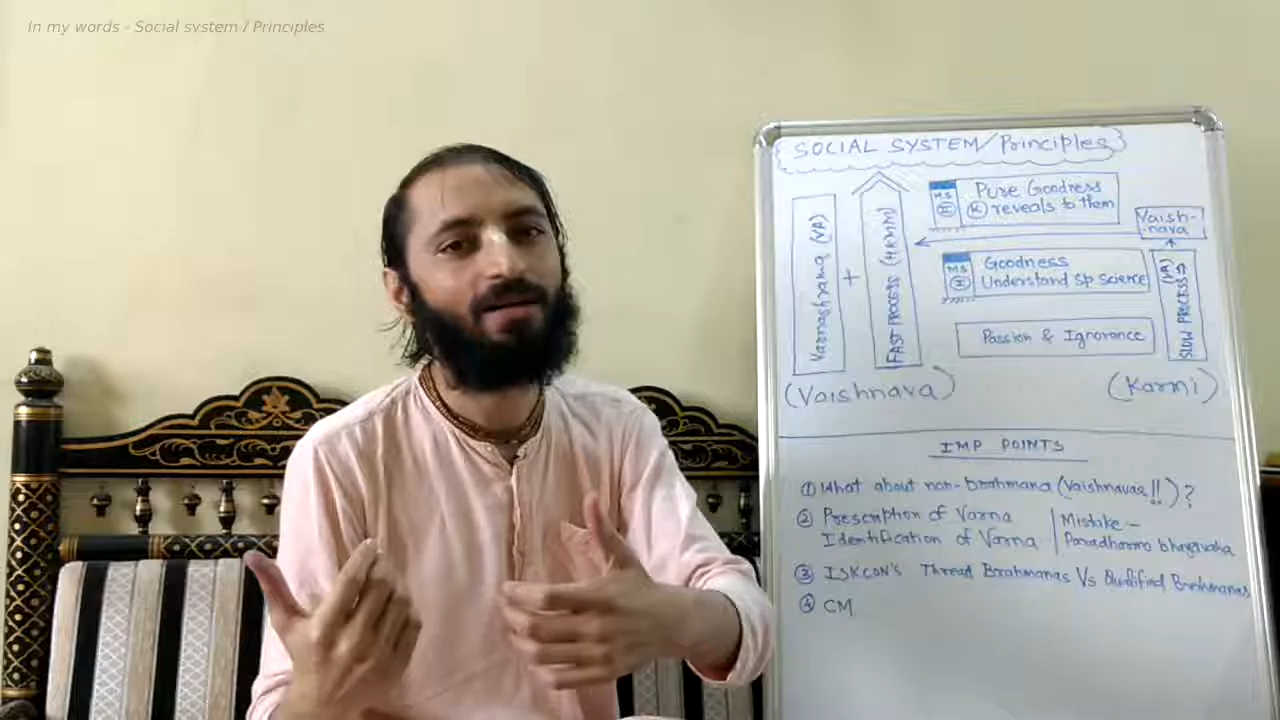 In my words - Social system / Principles
SOCIAL SYSTEM/Principles
MS
I
Pure Goodness
(K) reveals to them
Vaish-
nava
Varnashrama (VA)
+
FAST PROCESS (HKMM)
MS
I
Goodness
Understand Sp Science
(VA)
SLOW PROCESS
Passion & Ignorance
(Vaishnava)
(Karmi)
IMP POINTS
① What about non-brahmana (Vaishnavas!!)?
② Prescription of Varna
Identification of Varna
Mistake -
Paradharmo bhayavaha
③ ISKCON'S Thread Brahmanas Vs Qualified Brahmanas
④ CM